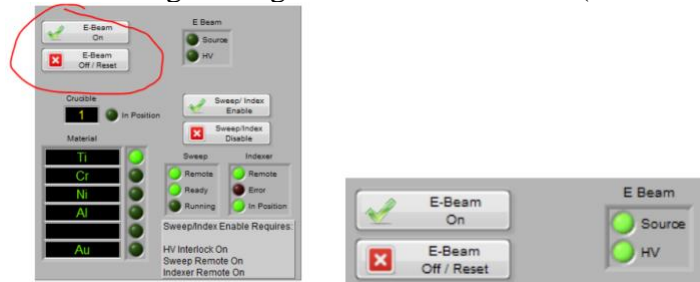 E-Beam
On
E-Beam
Off / Reset
E Beam
Source
HV
Crucible
1
In Position
Sweep/ Index
Enable
Sweep/Index
Disable
Material
Ti
Cr
Ni
Al
Au
Sweep
Remote
Ready
Running
Indexer
Remote
Error
In Position
Sweep/Index Enable Requires:
HV Interlock On
Sweep Remote On
Indexer Remote On
E-Beam
On
E-Beam
Off / Reset
E Beam
Source
HV